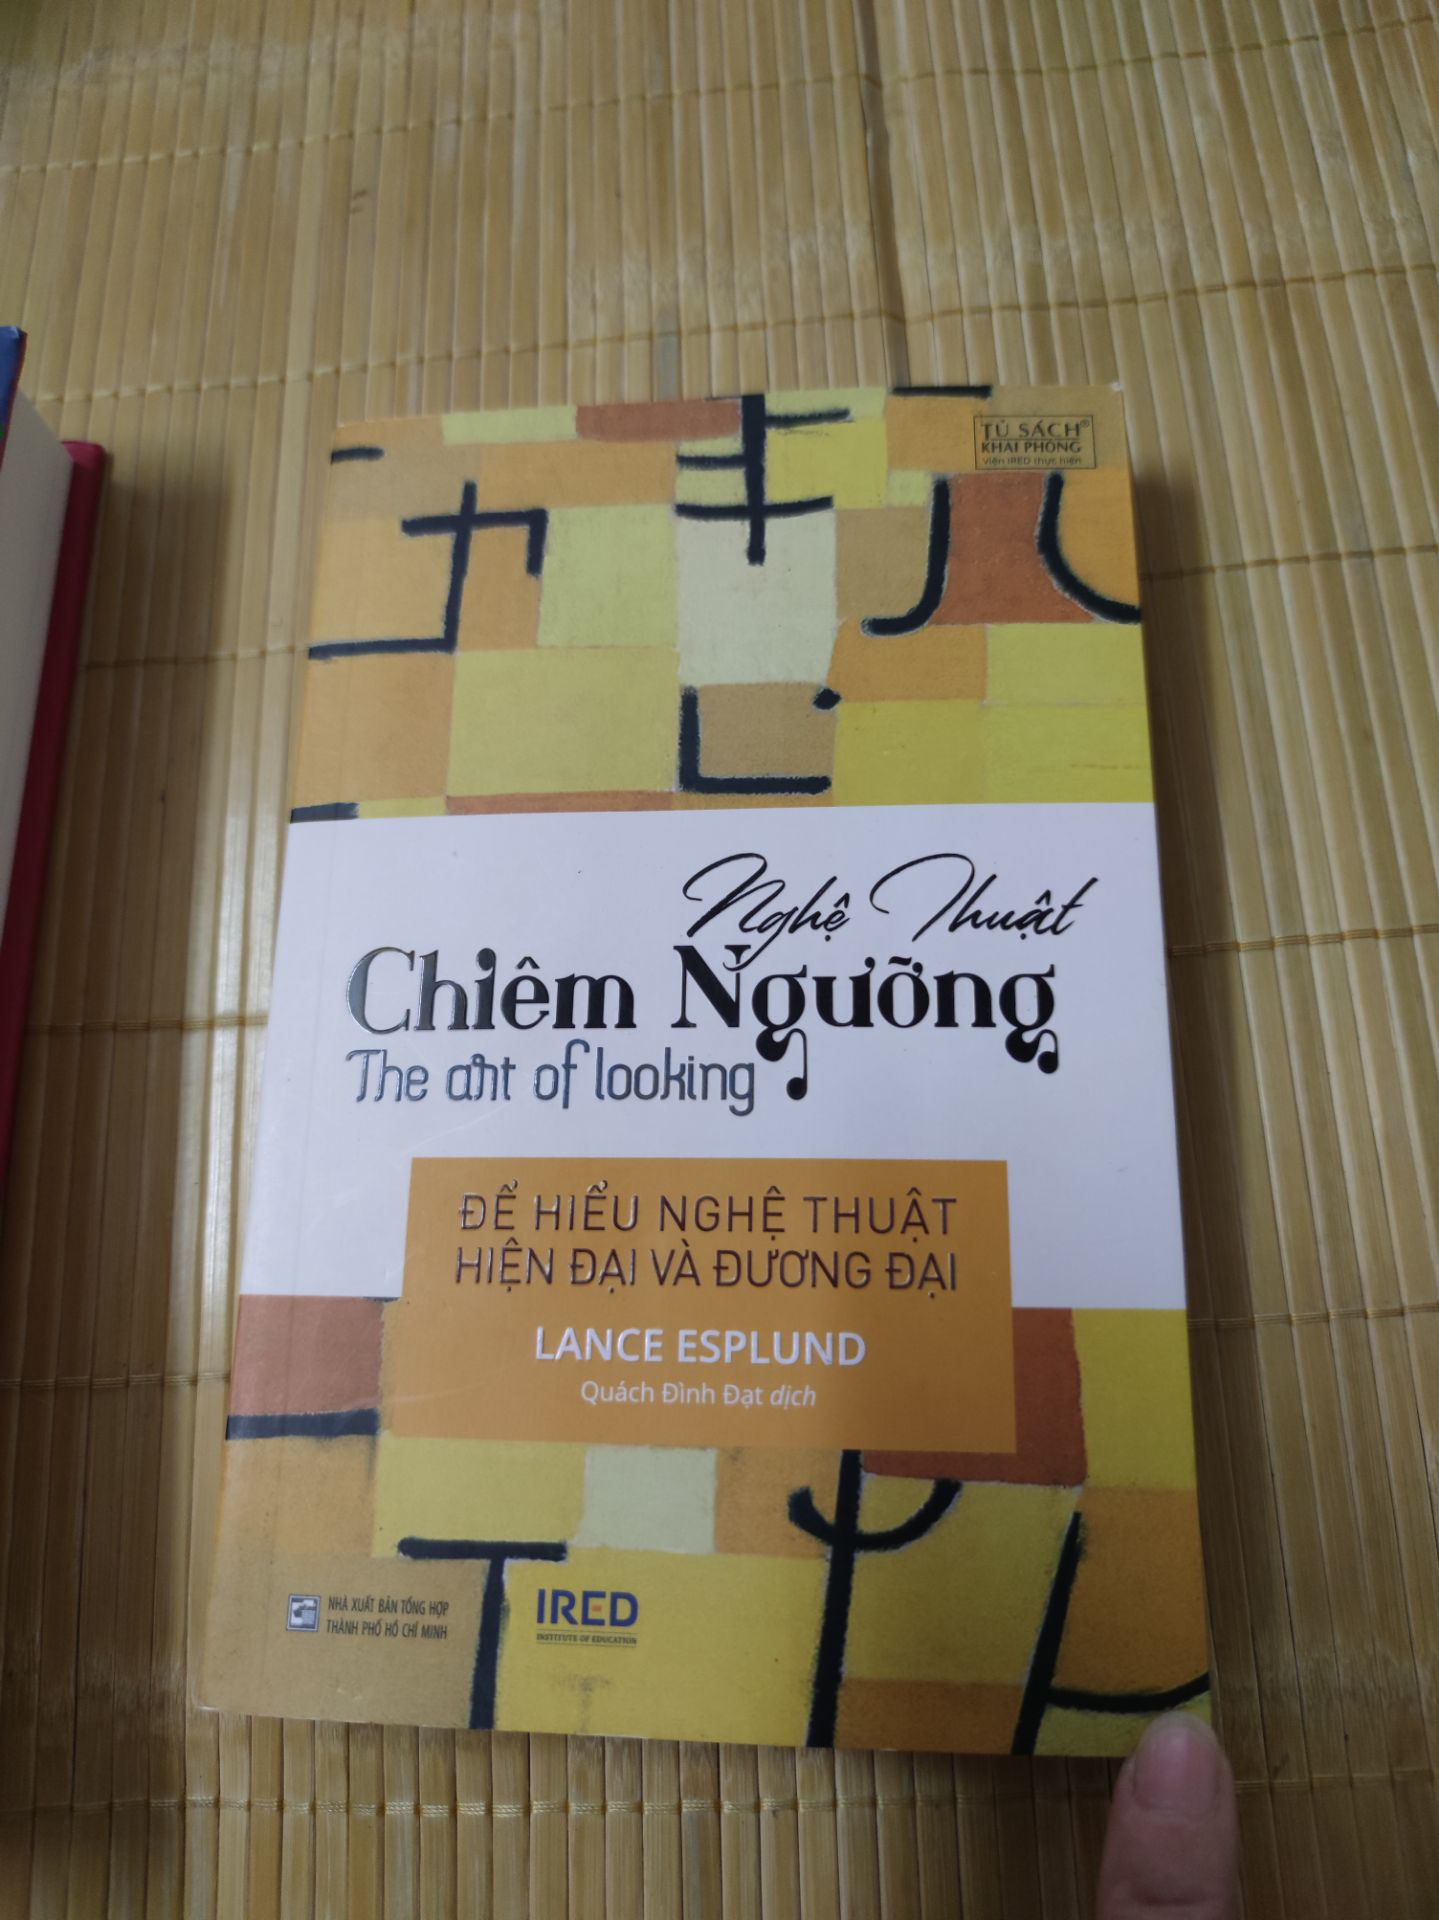 TỦ SÁCH®
KHAI PHÓNG
Viện IRED thực hiện
Nghệ Thuật
Chiêm Ngưỡng
The art of looking
ĐỂ HIỂU NGHỆ THUẬT
HIỆN ĐẠI VÀ ĐƯƠNG ĐẠI
LANCE ESPLUND
Quách Đình Đạt dịch
NHÀ XUẤT BẢN TỔNG HỢP
THÀNH PHỐ HỒ CHÍ MINH
IRED
INSTITUTE OF EDUCATION